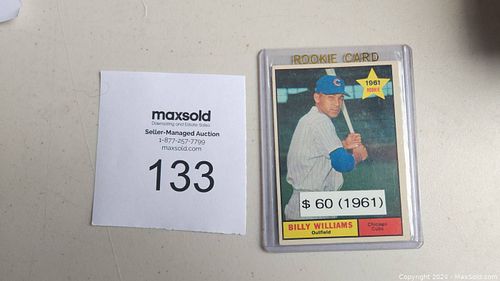 maxsold
Downsizing and Estate Sales
Seller-Managed Auction
1-877-257-7799
maxsold.com
133
ROOKIE CARD
1961
ROOKIE
C
$ 60 (1961)
BILLY WILLIAMS
Outfield
Chicago
Cubs
Copyright © 2024 - MaxSold.com